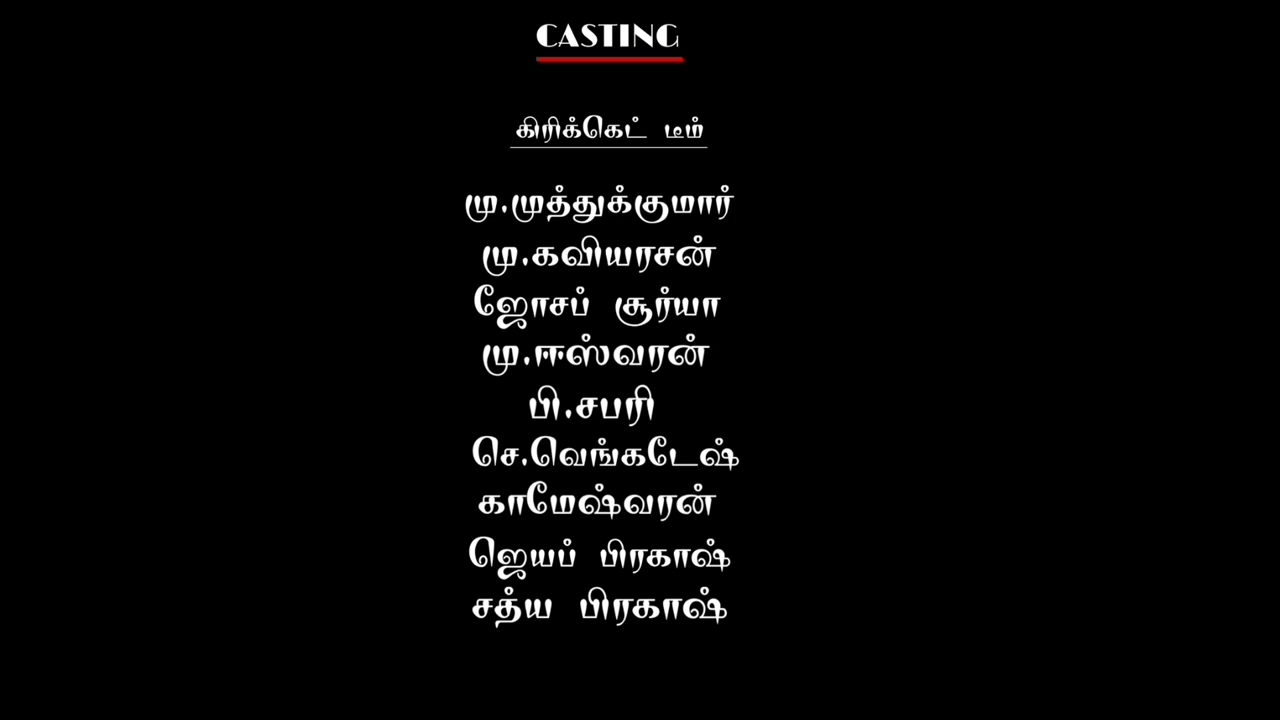 CASTING
கிரிக்கெட் டீம்
மு.முத்துக்குமார்
மு.கவியரசன்
ஜோசப் சூர்யா
மு.ஈஸ்வரன்
பி.சபரி
செ.வெங்கடேஷ்
காமேஷ்வரன்
ஜெயப் பிரகாஷ்
சத்ய பிரகாஷ்